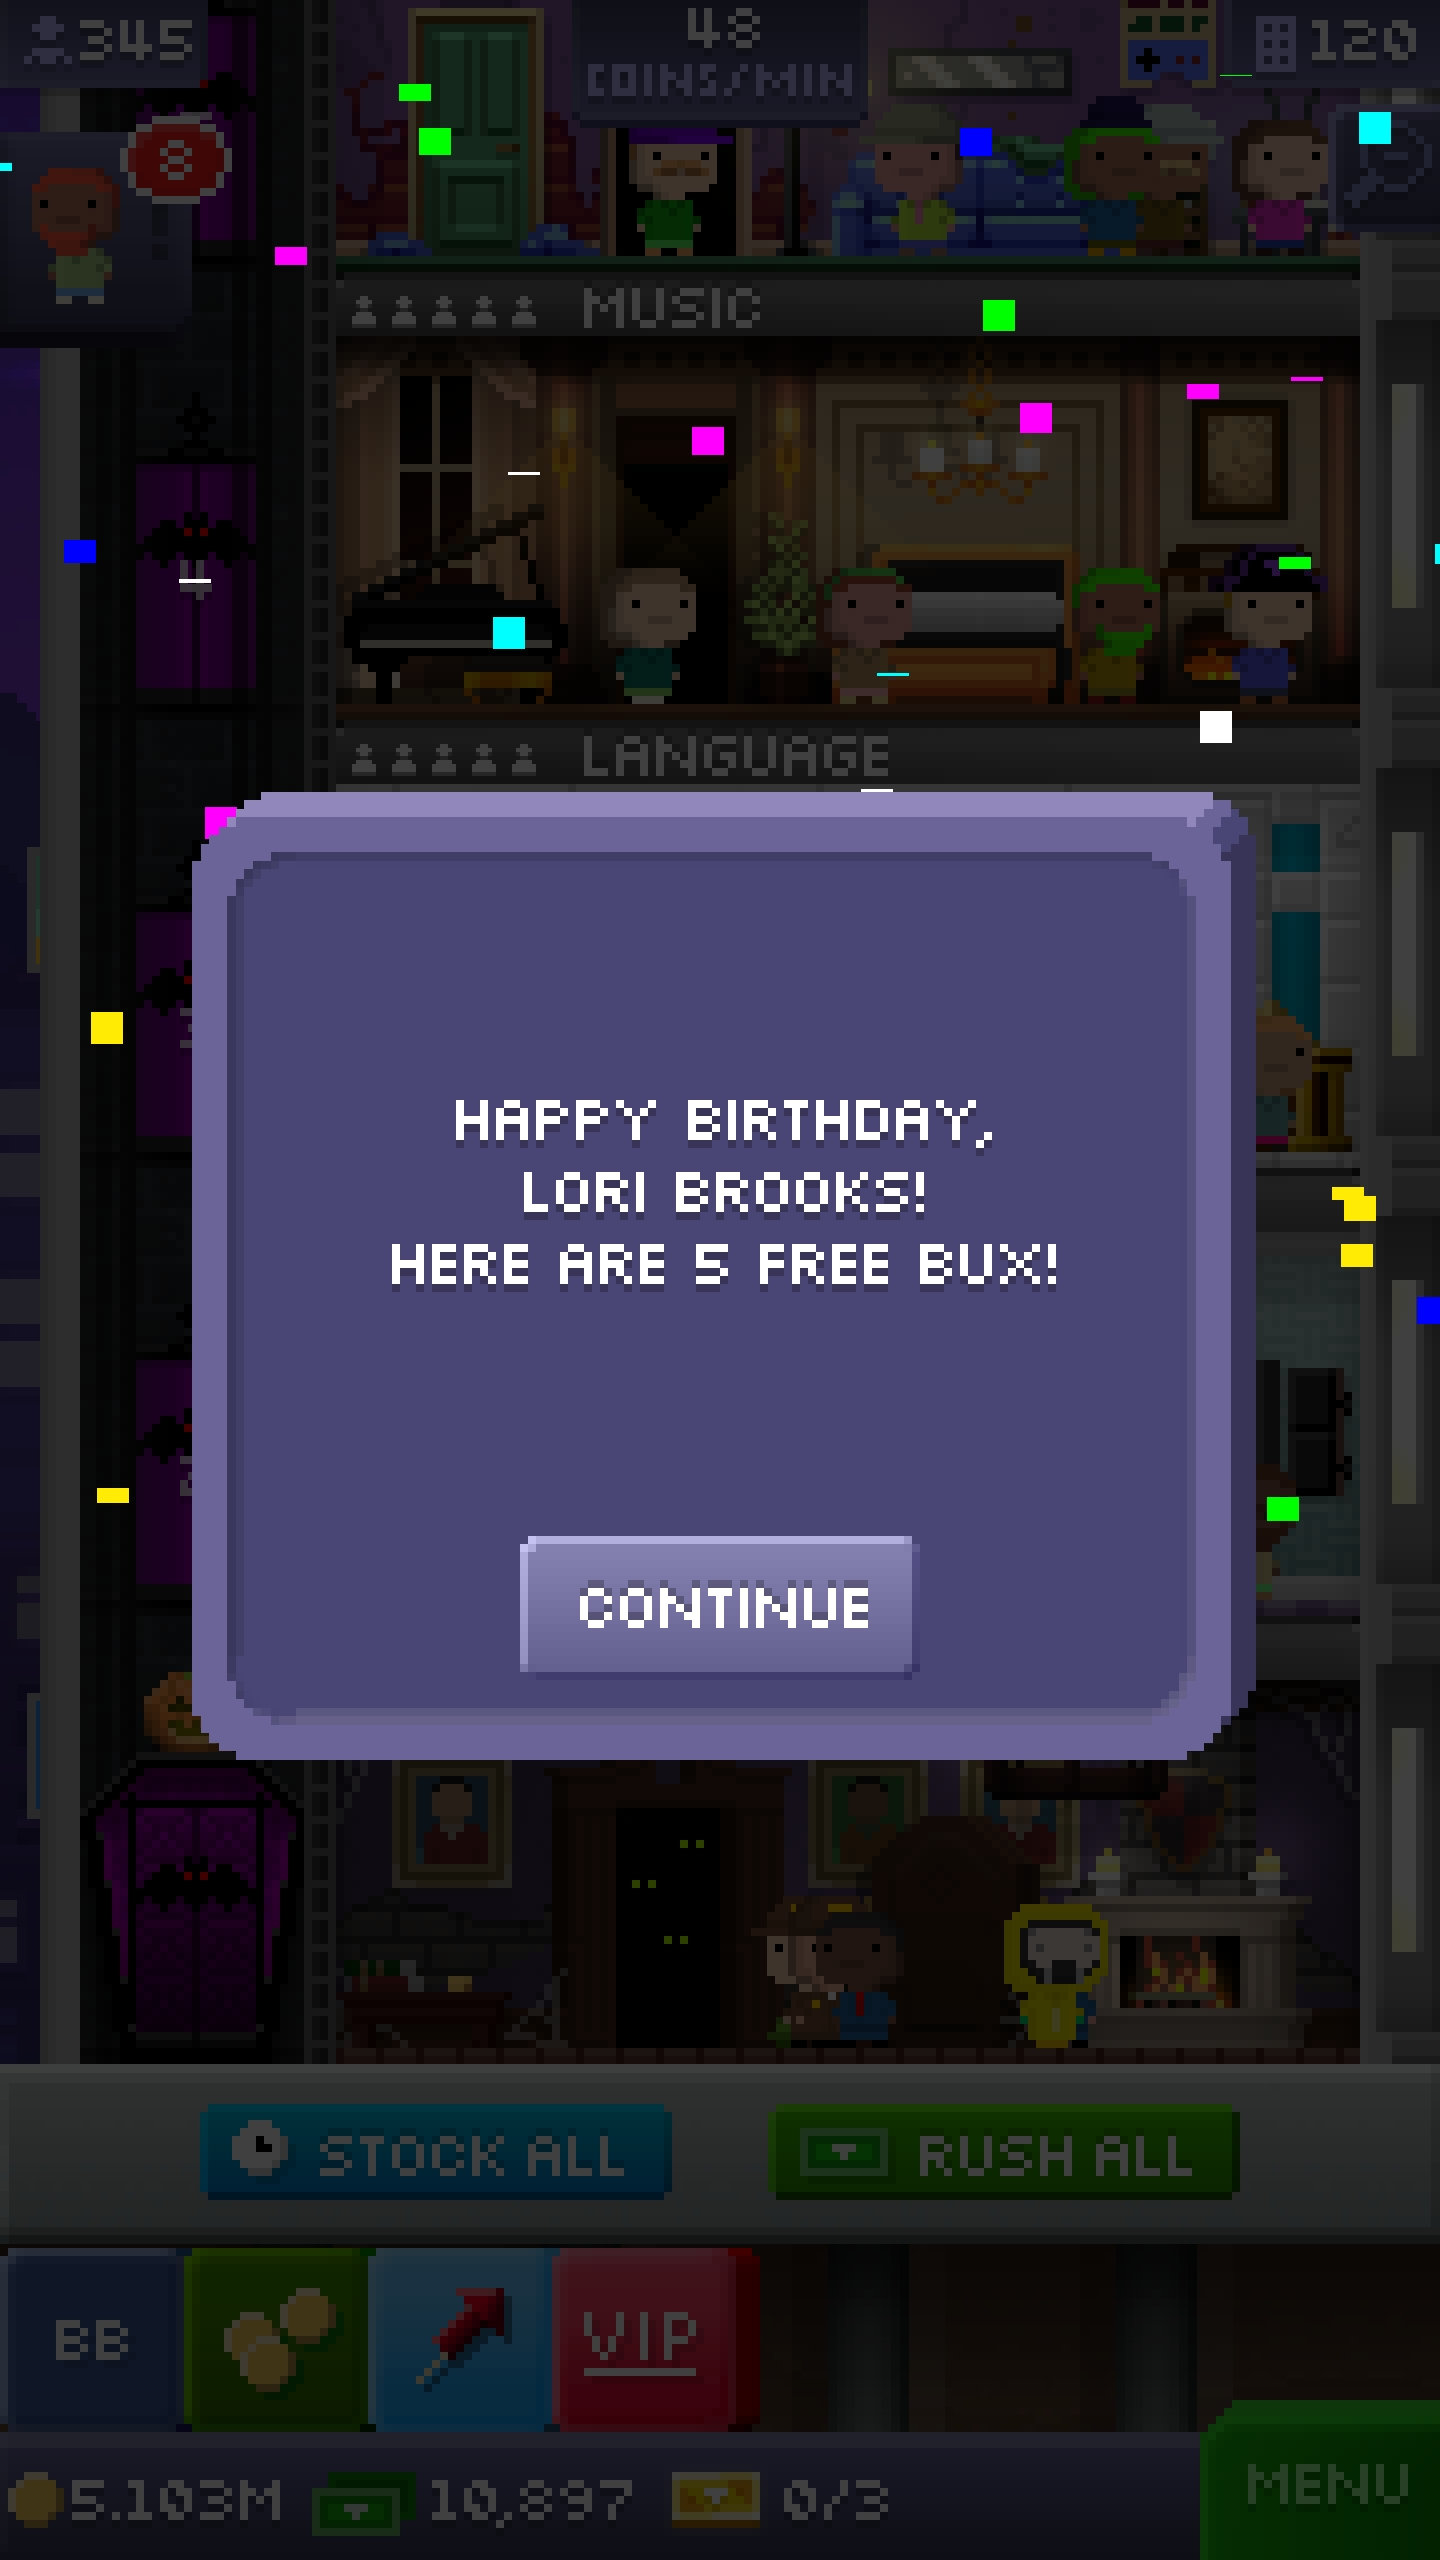 345
48
COINS/MIN
120
8
MUSIC
LANGUAGE
HAPPY BIRTHDAY,
LORI BROOKS!
HERE ARE 5 FREE BUX!
CONTINUE
STOCK ALL
RUSH ALL
BB
VIP
5.103M
10,897
0/3
MENU